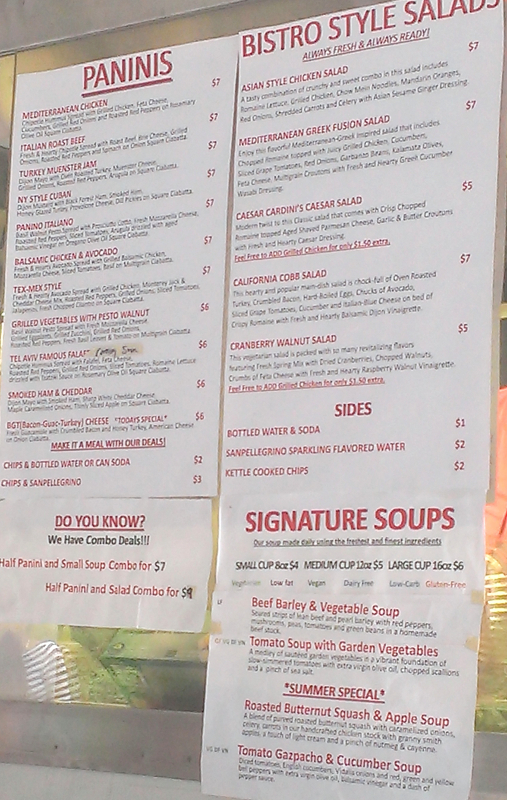 PANINIS
MEDITERRANEAN CHICKEN $7
Chipotle Hummus Spread with Grilled Chicken, Feta Cheese,
Cucumbers, Grilled Red Onions and Roasted Red Peppers on Rosemary
Olive Oil Square Ciabatta.
ITALIAN ROAST BEEF $7
Fresh & Hearty Chipotle Spread with Roast Beef, Brie Cheese, Grilled
Onions, Roasted Red Peppers and Spinach on Onion Square Ciabatta.
TURKEY MUENSTER JAM $7
Dijon Mayo with Oven Roasted Turkey, Muenster Cheese,
Grilled Onions, Roasted Red Peppers, Arugula on Square Ciabatta.
NY STYLE CUBAN $7
Dijon Mustard with Black Forest Ham, Smoked Ham,
Honey Glazed Turkey, Provolone Cheese, Dill Pickles on Square Ciabatta.
PANINO ITALIANO $7
Basil Walnut Pesto Spread with Prosciutto Cotto, Fresh Mozzarella Cheese,
Roasted Red Peppers, Sliced Tomatoes, Arugula drizzled with aged
Balsamic Vinegar on Oregano Olive Oil Square Ciabatta.
BALSAMIC CHICKEN & AVOCADO $7
Fresh & Hearty Avocado Spread with Grilled Balsamic Chicken,
Mozzarella Cheese, Sliced Tomatoes, Basil on Multigrain Ciabatta.
TEX-MEX STYLE $7
Fresh & Hearty Avocado Spread with Grilled Chicken, Monterey Jack &
Cheddar Cheese Mix, Roasted Red Peppers, Grilled Onions, Sliced Tomatoes,
Jalapenos, Fresh Chopped Cilantro on Square Ciabatta.
GRILLED VEGETABLES WITH PESTO WALNUT $6
Basil Walnut Pesto Spread with Fresh Mozzarella Cheese,
Grilled Eggplants, Grilled Zucchini, Grilled Red Onions,
Roasted Red Peppers, Fresh Basil Leaves & Tomato on Multigrain Ciabatta.
TEL AVIV FAMOUS FALAFEL Coming Soon $6
Chipotle Hummus Spread with Falafel, Feta Cheese,
Roasted Red Peppers, Grilled Red Onions, Sliced Tomatoes, Romaine Lettuce
drizzled with Tzatziki Sauce on Rosemary Olive Oil Square Ciabatta.
SMOKED HAM & CHEDDAR $6
Dijon Mayo with Smoked Ham, Sharp White Cheddar Cheese,
Maple Caramelized Onions, Thinly Sliced Apple on Square Ciabatta.
BGT(Bacon-Guac-Turkey) CHEESE *TODAYS SPECIAL* $6
Fresh Guacamole with Crumbled Bacon and Honey Turkey, American Cheese
on Onion Ciabatta.
MAKE IT A MEAL WITH OUR DEALS!
CHIPS & BOTTLED WATER OR CAN SODA $2
CHIPS & SANPELLEGRINO $3
DO YOU KNOW?
We Have Combo Deals!!!
Half Panini and Small Soup Combo for $7
Half Panini and Salad Combo for $9
BISTRO STYLE SALADS
ALWAYS FRESH & ALWAYS READY!
ASIAN STYLE CHICKEN SALAD $7
A tasty combination of crunchy and sweet combo in this salad includes
Romaine Lettuce, Grilled Chicken, Chow Mein Noodles, Mandarin Oranges,
Red Onions, Shredded Carrots and Celery with Asian Sesame Ginger Dressing.
MEDITERRANEAN GREEK FUSION SALAD $7
Enjoy this flavorful Mediterranean-Greek inspired salad that includes
Chopped Romaine topped with Juicy Grilled Chicken, Cucumbers,
Sliced Grape Tomatoes, Red Onions, Garbanzo Beans, Kalamata Olives,
Feta Cheese, Multigrain Croutons with Fresh and Hearty Greek Cucumber
Wasabi Dressing.
CAESAR CARDINI'S CAESAR SALAD $5
Modern twist to this Classic salad that comes with Crisp Chopped
Romaine topped Aged Shaved Parmesan Cheese, Garlic & Butter Croutons
with Fresh and Hearty Caesar Dressing.
Feel Free to ADD Grilled Chicken for only $1.50 extra.
CALIFORNIA COBB SALAD $7
This hearty and popular mam-dish salad is chock-full of Oven Roasted
Turkey, Crumbled Bacon, Hard-Boiled Eggs, Chucks of Avocado,
Sliced Grape Tomatoes, Cucumber and Italian-Blue Cheese on bed of
Crispy Romaine with Fresh and Hearty Balsamic Dijon Vinaigrette.
CRANBERRY WALNUT SALAD $5
This vegetarian salad is packed with so many revitalizing flavors
featuring Fresh Spring Mix with Dried Cranberries, Chopped Walnuts,
Crumbs of Feta Cheese with Fresh and Hearty Raspberry Walnut Vinaigrette.
Feel Free to ADD Grilled Chicken for only $1.50 extra.
SIDES
BOTTLED WATER & SODA $1
SANPELLEGRINO SPARKLING FLAVORED WATER $2
KETTLE COOKED CHIPS $2
SIGNATURE SOUPS
Our soup made daily using the freshest and finest ingredients
SMALL CUP 8oz $4 MEDIUM CUP 12oz $5 LARGE CUP 16oz $6
Vegetarian Low fat Vegan Dairy Free Low-Carb Gluten-Free
LF Beef Barley & Vegetable Soup
Seared strips of lean beef and pearl barley with red peppers,
mushrooms, peas, tomatoes and green beans in a homemade
beef stock.
Tomato Soup with Garden Vegetables
A medley of sautéed garden vegetables in a vibrant foundation of
slow-simmered tomatoes with extra virgin olive oil, chopped scallions
and a pinch of sea salt.
*SUMMER SPECIAL*
Roasted Butternut Squash & Apple Soup
A blend of pureed roasted butternut squash with caramelized onions,
celery, carrots in our handcrafted chicken stock with granny smith
apples, a touch of light cream and a pinch of nutmeg & cayenne.
VG DF VN Tomato Gazpacho & Cucumber Soup
Diced tomatoes, English cucumbers, Vidalia onions and red, green and yellow
bell peppers with extra virgin olive oil, balsamic vinegar and a dash of
pepper sauce.